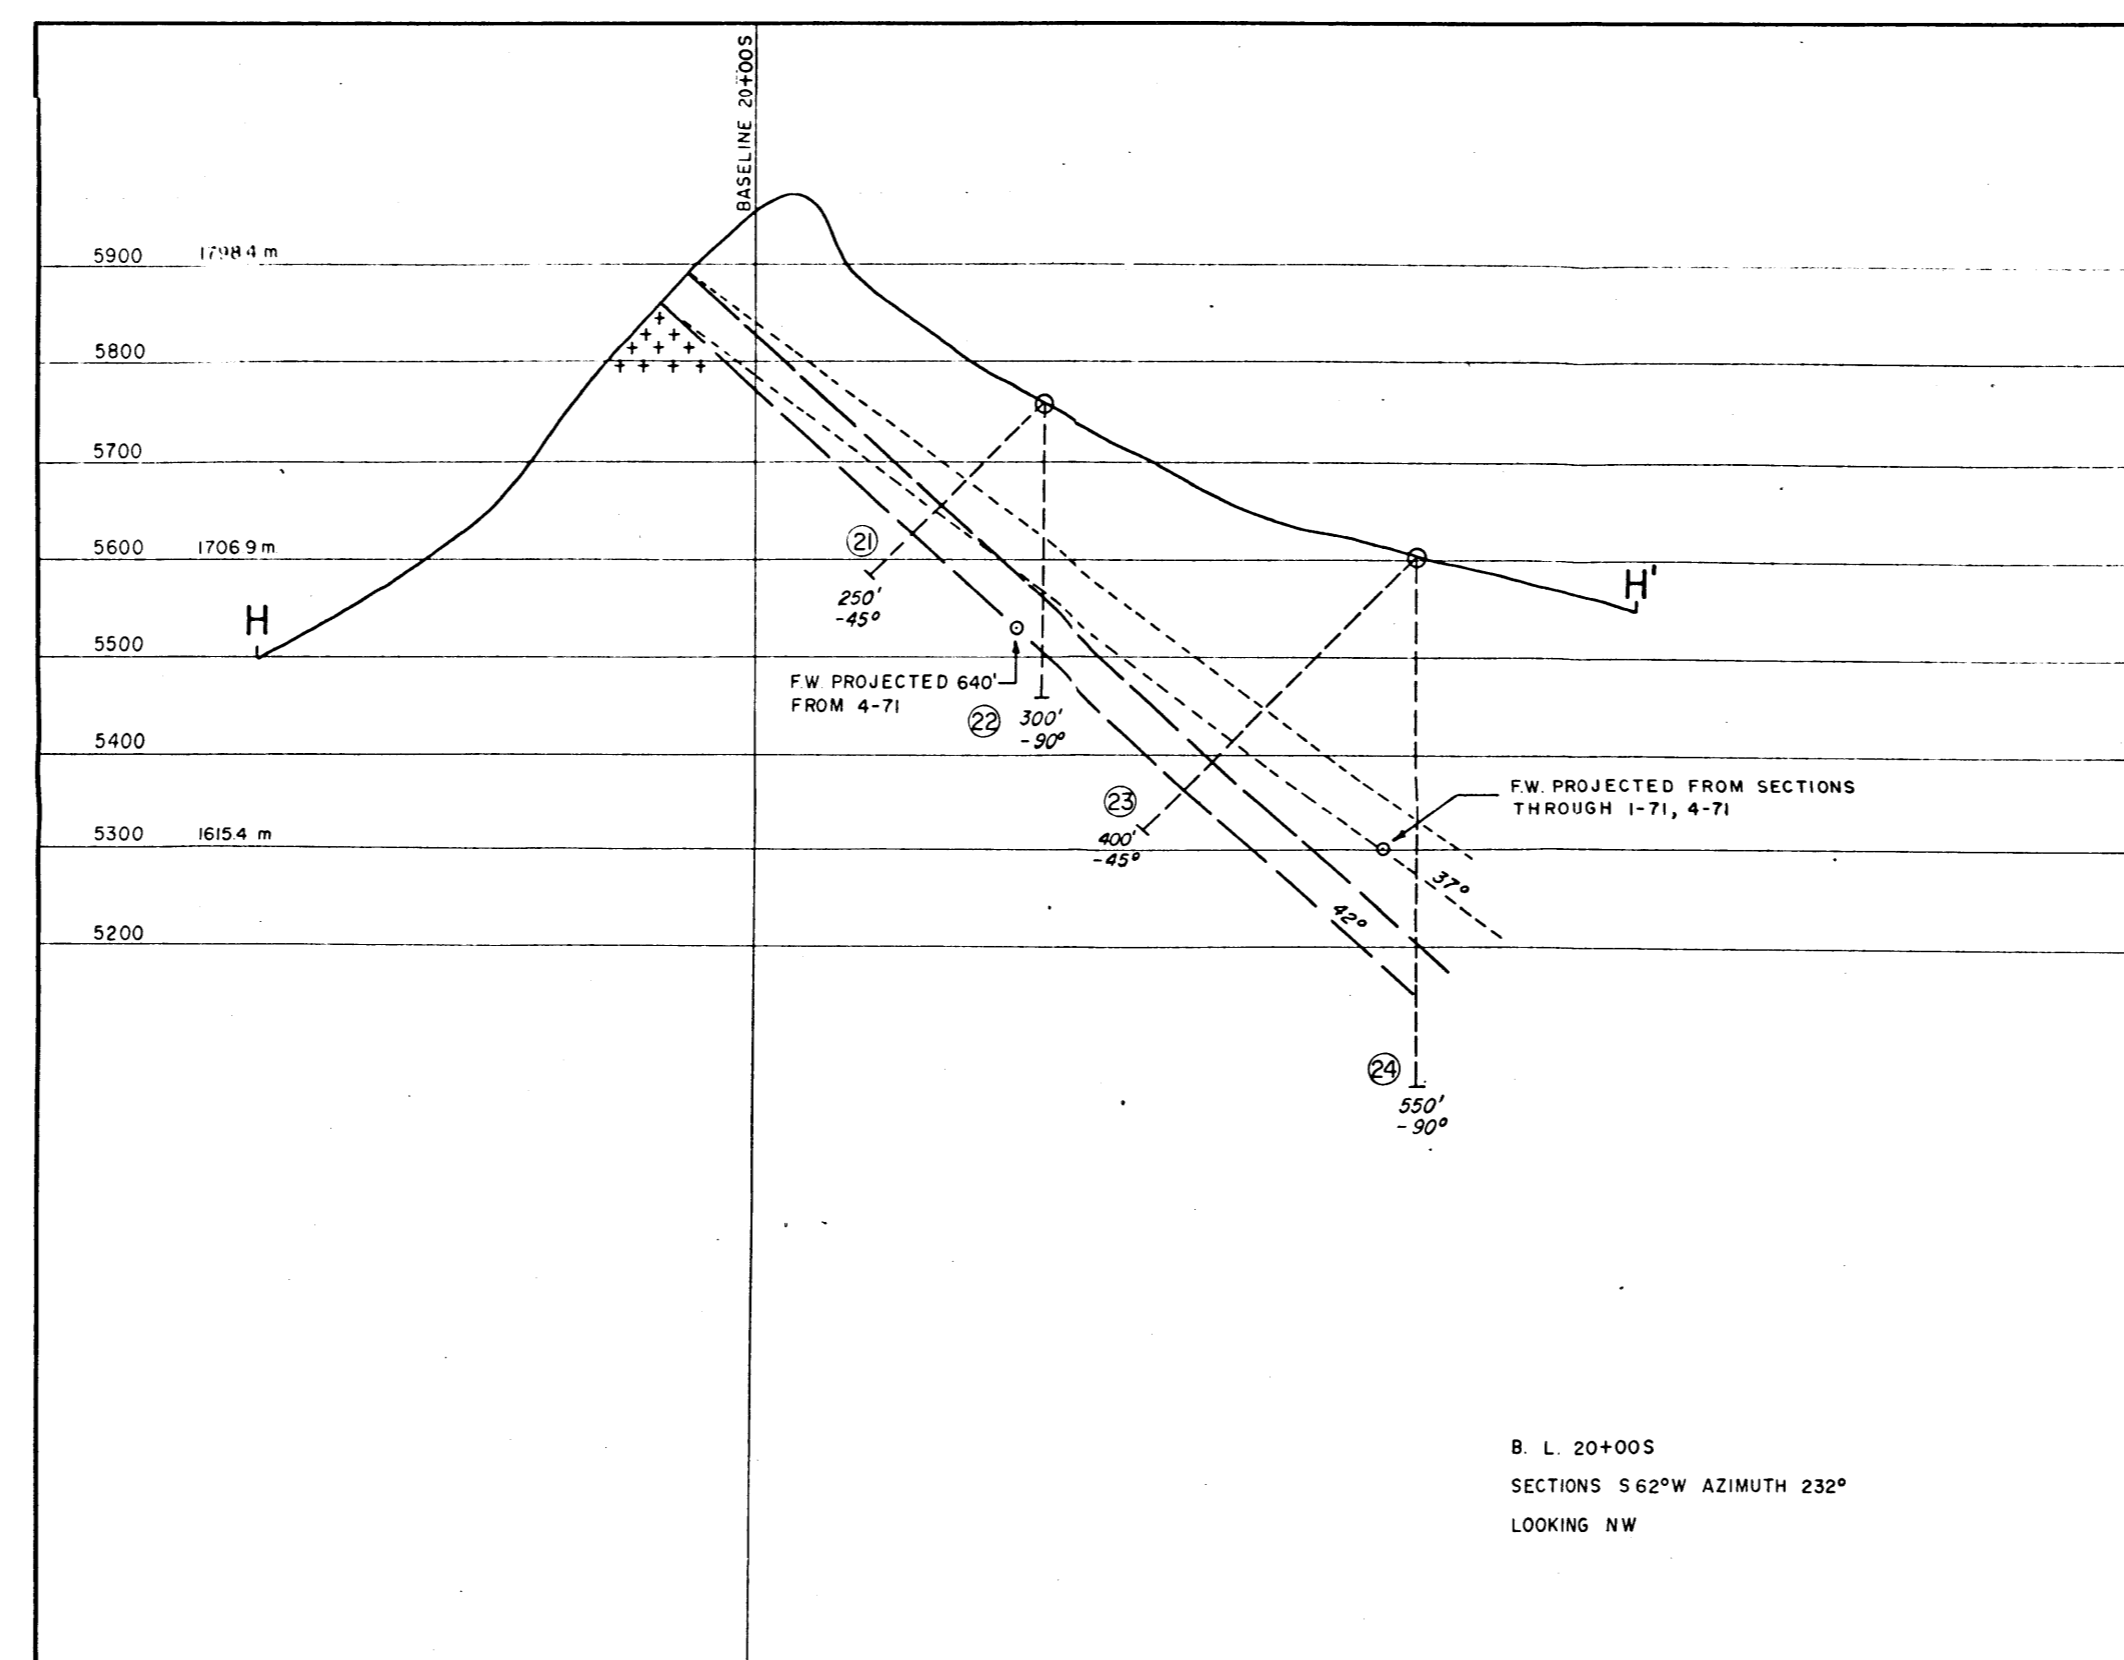 BASELINE 20+00S
5900 1798.4 m
5800
5700
5600 1706.9 m
5500
5400
5300 1615.4 m
5200
H
H'
21
250'
-45°
F.W. PROJECTED 640'
FROM 4-71
22
300'
-90°
23
400'
-45°
F.W. PROJECTED FROM SECTIONS
THROUGH 1-71, 4-71
37°
42°
24
550'
-90°
B. L. 20+00S
SECTIONS S 62°W AZIMUTH 232°
LOOKING NW